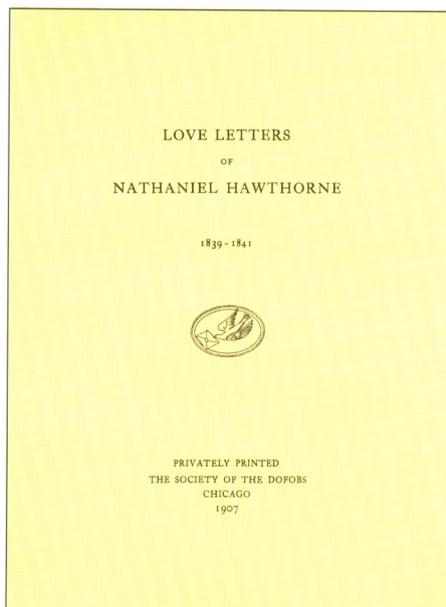 LOVE LETTERS
OF
NATHANIEL HAWTHORNE
1839-1841
PRIVATELY PRINTED
THE SOCIETY OF THE DOFOBS
CHICAGO
1907